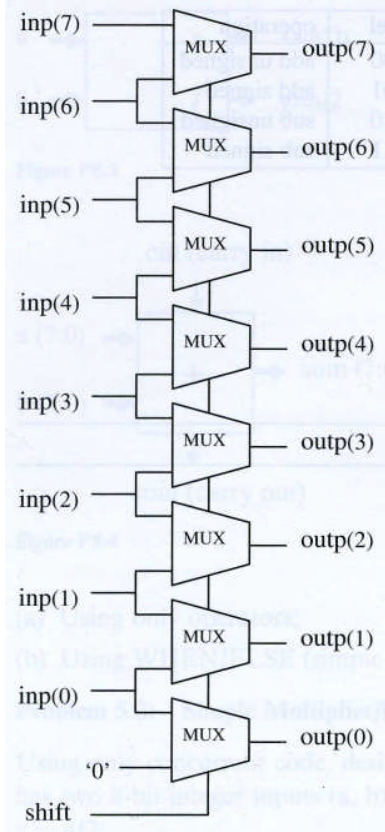 inp(7)
MUX
outp(7)
inp(6)
MUX
outp(6)
inp(5)
MUX
outp(5)
inp(4)
MUX
outp(4)
inp(3)
MUX
outp(3)
inp(2)
MUX
outp(2)
inp(1)
MUX
outp(1)
inp(0)
MUX
outp(0)
'0'
shift